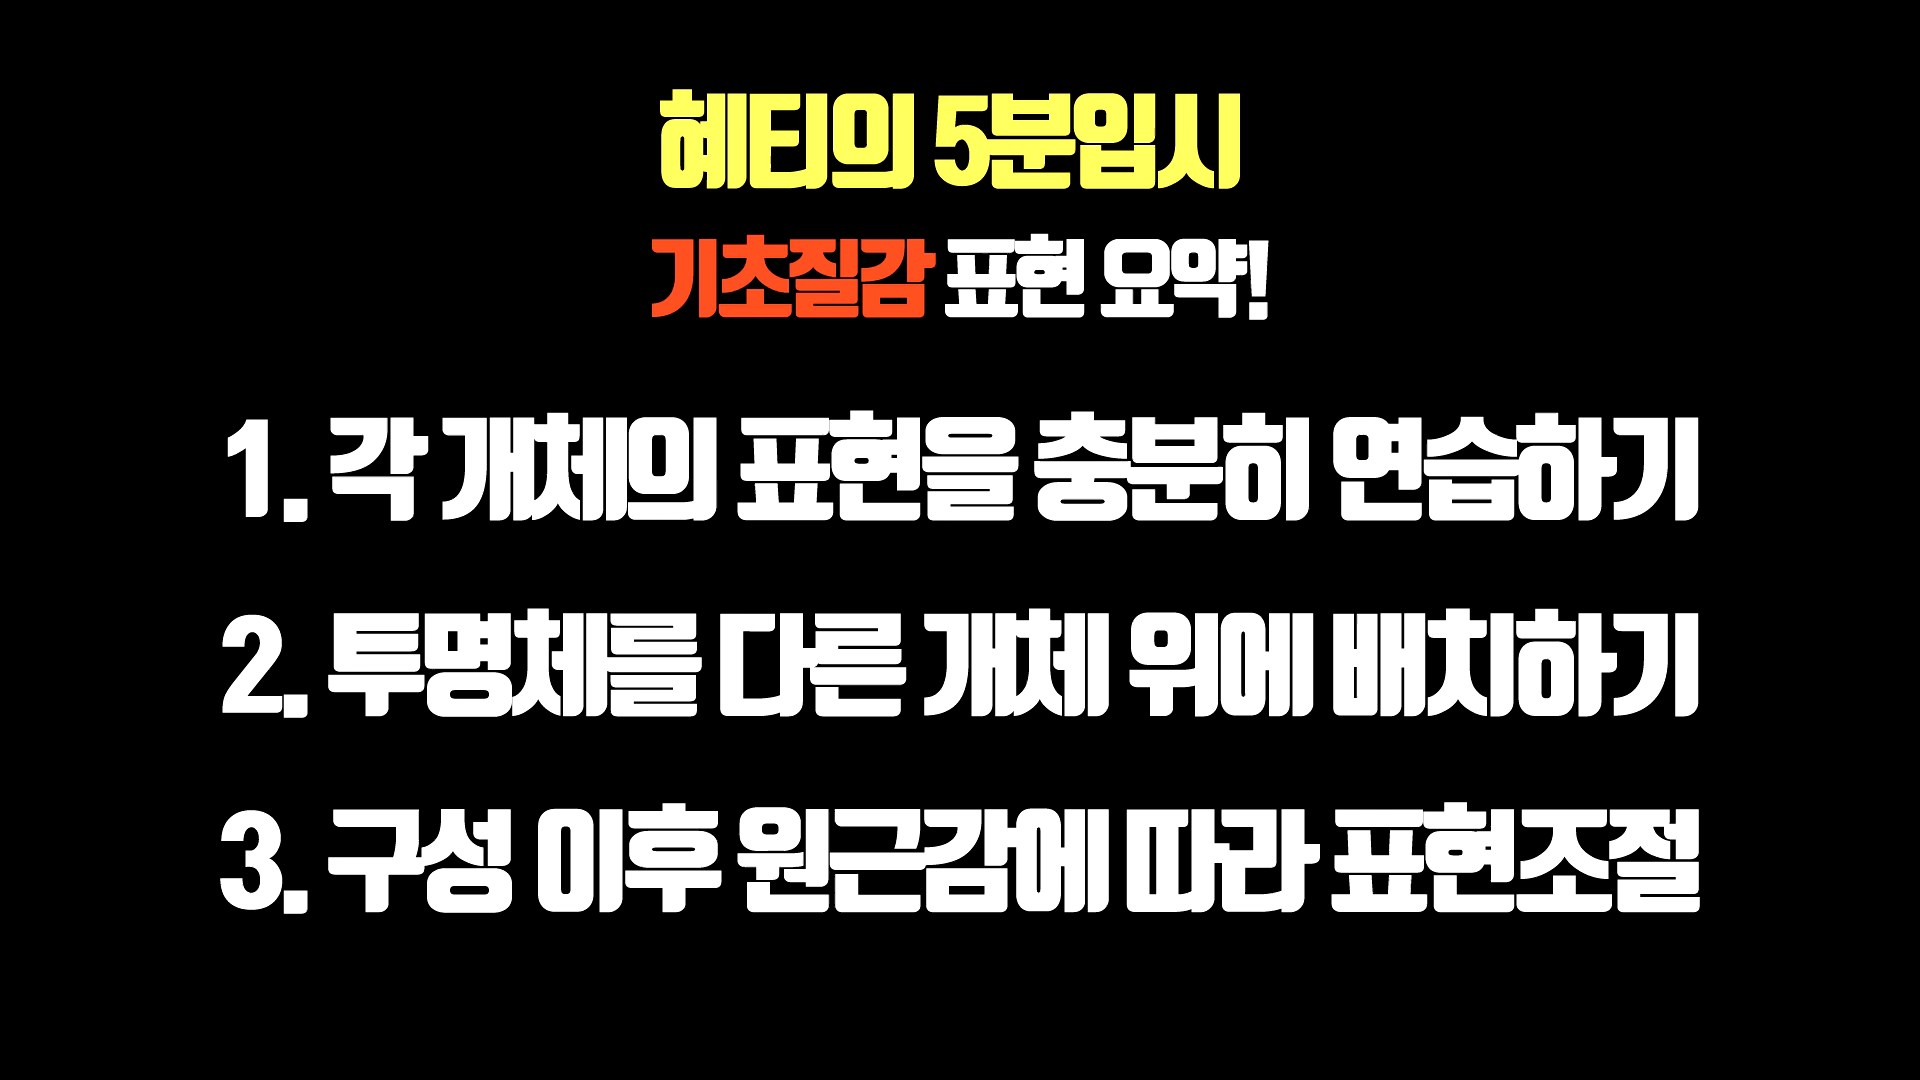 혜티의 5분입시
기초질감 표현 요약!
1. 각 개체의 표현을 충분히 연습하기
2. 투명체를 다른 개체 위에 배치하기
3. 구성 이후 원근감에 따라 표현조절